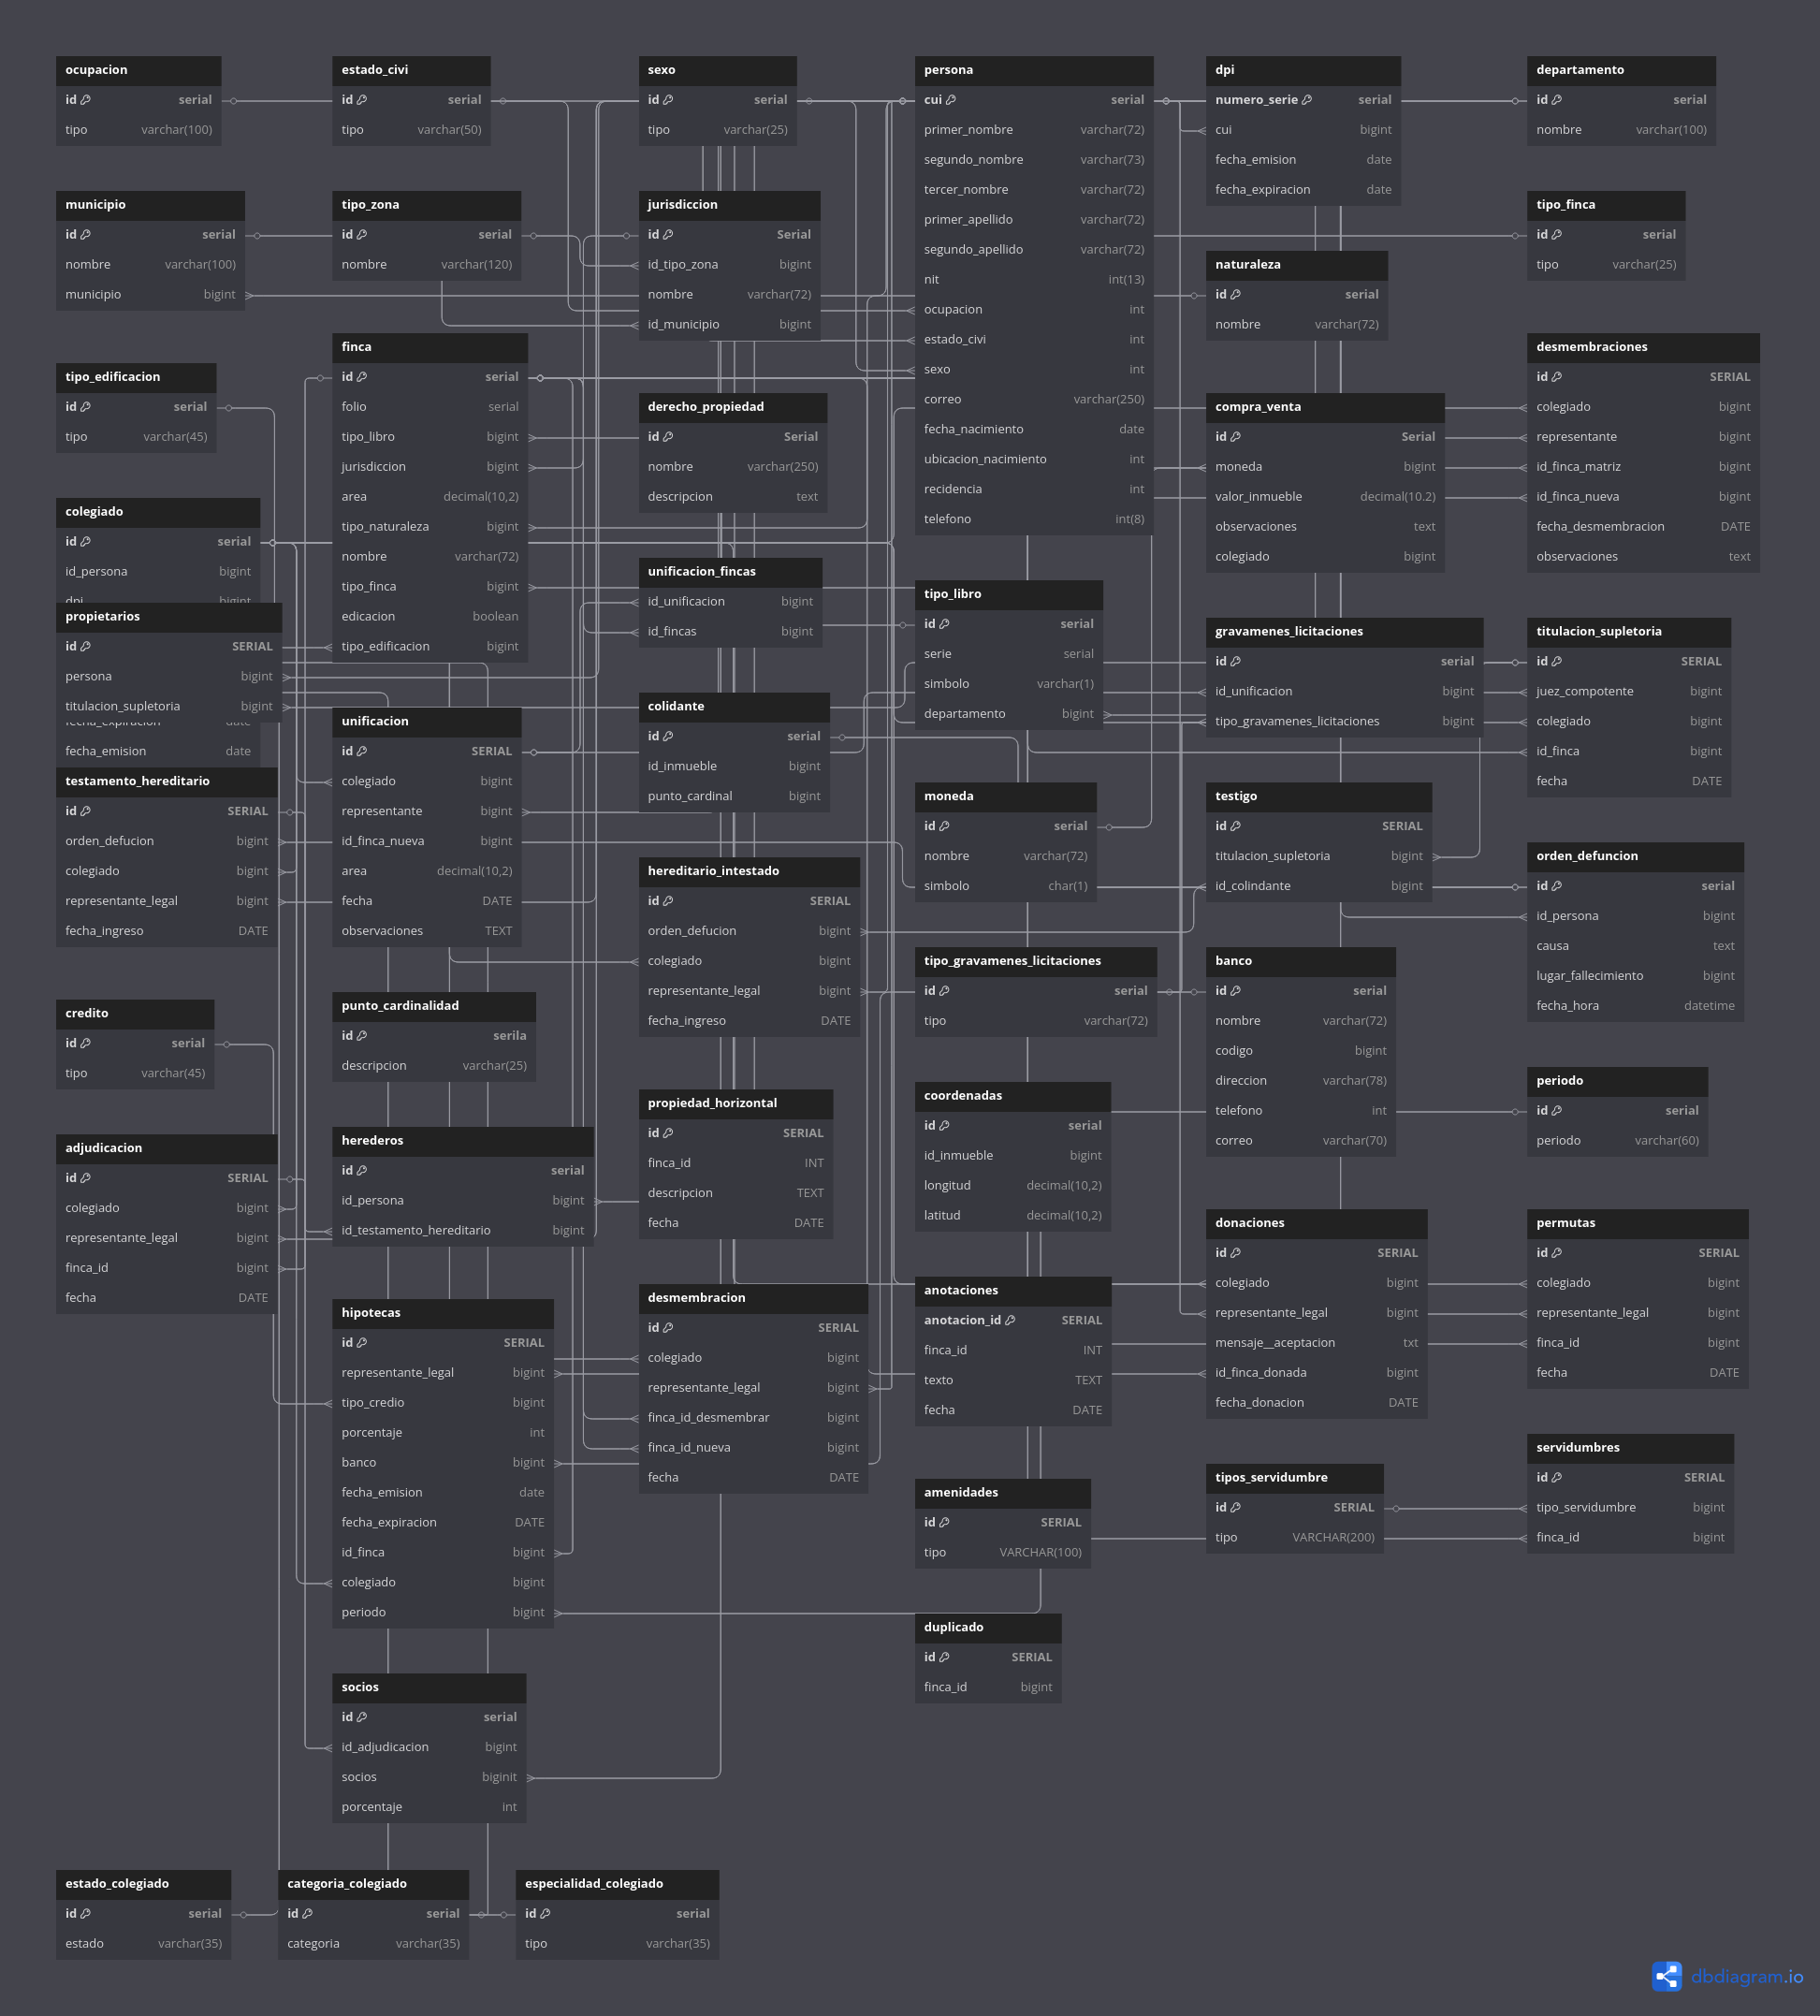 ocupacion
id serial
tipo varchar(100)
estado_civi
id serial
tipo varchar(50)
sexo
id serial
tipo varchar(25)
persona
cui serial
primer_nombre varchar(72)
segundo_nombre varchar(73)
tercer_nombre varchar(72)
primer_apellido varchar(72)
segundo_apellido varchar(72)
nit int(13)
ocupacion int
estado_civi int
sexo int
correo varchar(250)
fecha_nacimiento date
ubicacion_nacimiento int
recidencia int
telefono int(8)
dpi
numero_serie serial
cui bigint
fecha_emision date
fecha_expiracion date
departamento
id serial
nombre varchar(100)
municipio
id serial
nombre varchar(100)
municipio bigint
tipo_zona
id serial
nombre varchar(120)
jurisdiccion
id Serial
id_tipo_zona bigint
nombre varchar(72)
id_municipio bigint
tipo_finca
id serial
tipo varchar(25)
naturaleza
id serial
nombre varchar(72)
finca
id serial
folio serial
tipo_libro bigint
jurisdiccion bigint
area decimal(10,2)
tipo_naturaleza bigint
nombre varchar(72)
tipo_finca bigint
edicacion boolean
tipo_edificacion bigint
tipo_edificacion
id serial
tipo varchar(45)
derecho_propiedad
id Serial
nombre varchar(250)
descripcion text
compra_venta
id Serial
moneda bigint
valor_inmueble decimal(10.2)
observaciones text
colegiado bigint
desmembraciones
id SERIAL
colegiado bigint
representante bigint
id_finca_matriz bigint
id_finca_nueva bigint
fecha_desmembracion DATE
observaciones text
colegiado
id serial
id_persona bigint
dpi bigint
propietarios
id SERIAL
persona bigint
titulacion_supletoria bigint
fecha_expiracion date
fecha_emision date
unificacion_fincas
id_unificacion bigint
id_fincas bigint
tipo_libro
id serial
serie serial
simbolo varchar(1)
departamento bigint
gravamenes_licitaciones
id serial
id_unificacion bigint
tipo_gravamenes_licitaciones bigint
titulacion_supletoria
id SERIAL
juez_compotente bigint
colegiado bigint
id_finca bigint
fecha DATE
unificacion
id SERIAL
colegiado bigint
representante bigint
id_finca_nueva bigint
area decimal(10,2)
fecha DATE
observaciones TEXT
colidante
id serial
id_inmueble bigint
punto_cardinal bigint
testamento_hereditario
id SERIAL
orden_defucion bigint
colegiado bigint
representante_legal bigint
fecha_ingreso DATE
moneda
id serial
nombre varchar(72)
simbolo char(1)
testigo
id SERIAL
titulacion_supletoria bigint
id_colindante bigint
orden_defuncion
id serial
id_persona bigint
causa text
lugar_fallecimiento bigint
fecha_hora datetime
hereditario_intestado
id SERIAL
orden_defucion bigint
colegiado bigint
representante_legal bigint
fecha_ingreso DATE
tipo_gravamenes_licitaciones
id serial
tipo varchar(72)
banco
id serial
nombre varchar(72)
codigo bigint
direccion varchar(78)
telefono int
correo varchar(70)
credito
id serial
tipo varchar(45)
punto_cardinalidad
id serila
descripcion varchar(25)
periodo
id serial
periodo varchar(60)
propiedad_horizontal
id SERIAL
finca_id INT
descripcion TEXT
fecha DATE
coordenadas
id serial
id_inmueble bigint
longitud decimal(10,2)
latitud decimal(10,2)
adjudicacion
id SERIAL
colegiado bigint
representante_legal bigint
finca_id bigint
fecha DATE
herederos
id serial
id_persona bigint
id_testamento_hereditario bigint
donaciones
id SERIAL
colegiado bigint
representante_legal bigint
mensaje__aceptacion txt
id_finca_donada bigint
fecha_donacion DATE
permutas
id SERIAL
colegiado bigint
representante_legal bigint
finca_id bigint
fecha DATE
hipotecas
id SERIAL
representante_legal bigint
tipo_credio bigint
porcentaje int
banco bigint
fecha_emision date
fecha_expiracion DATE
id_finca bigint
colegiado bigint
periodo bigint
desmembracion
id SERIAL
colegiado bigint
representante_legal bigint
finca_id_desmembrar bigint
finca_id_nueva bigint
fecha DATE
anotaciones
anotacion_id SERIAL
finca_id INT
texto TEXT
fecha DATE
servidumbres
id SERIAL
tipo_servidumbre bigint
finca_id bigint
tipos_servidumbre
id SERIAL
tipo VARCHAR(200)
amenidades
id SERIAL
tipo VARCHAR(100)
duplicado
id SERIAL
finca_id bigint
socios
id serial
id_adjudicacion bigint
socios biginit
porcentaje int
estado_colegiado
id serial
estado varchar(35)
categoria_colegiado
id serial
categoria varchar(35)
especialidad_colegiado
id serial
tipo varchar(35)
dbdiagram.io